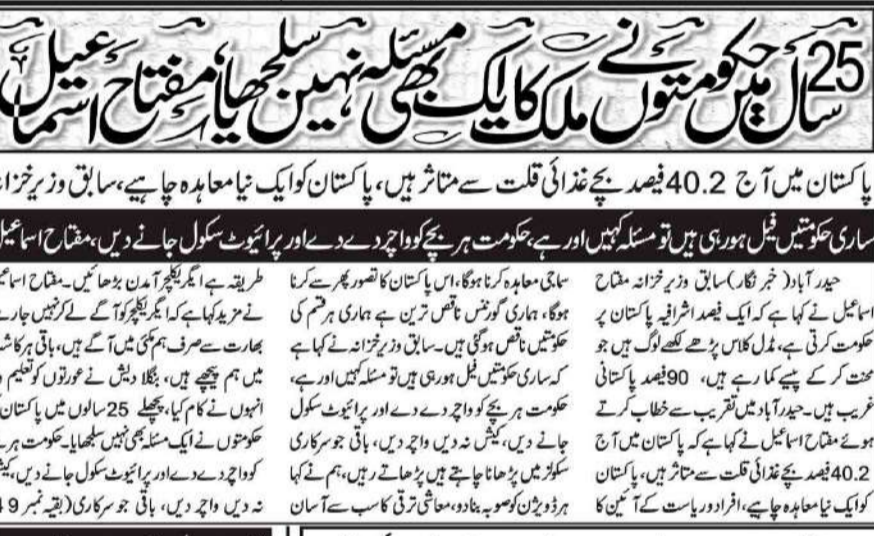 25 سال میں حکومتوں نے ملک کا ایک بھی مسئلہ نہیں سلجھایا، مفتاح اسماعیل
پاکستان میں آج 40.2 فیصد بچے غذائی قلت سے متاثر ہیں، پاکستان کو ایک نیا معاہدہ چاہیے، سابق وزیر خزا
ساری حکومتیں فیل ہو رہی ہیں تو مسئلہ کہیں اور ہے، حکومت ہر بچے کو واچر دے دے اور پرائیوٹ سکول جانے دیں، مفتاح اسماعیل
حیدر آباد (خبر نگار) سابق وزیر خزانہ مفتاح
اسماعیل نے کہا ہے کہ ایک فیصد اشرافیہ پاکستان پر
حکومت کرتی ہے، مڈل کلاس پڑھے لکھے لوگ ہیں جو
محنت کر کے پیسے کما رہے ہیں، 90 فیصد پاکستانی
غریب ہیں۔ حیدر آباد میں تقریب سے خطاب کرتے
ہوئے مفتاح اسماعیل نے کہا ہے کہ پاکستان میں آج
40.2 فیصد بچے غذائی قلت سے متاثر ہیں، پاکستان
کو ایک نیا معاہدہ چاہیے، افراد و ریاست کے آئین کا
سماجی معاہدہ کرنا ہوگا، اس پاکستان کا تصور پھر سے کرنا
ہوگا، ہماری گورننس ناقص ترین ہے ہماری ہر قسم کی
حکومتیں ناقص ہو گئی ہیں۔ سابق وزیر خزانہ نے کہا ہے
کہ ساری حکومتیں فیل ہو رہی ہیں تو مسئلہ کہیں اور ہے،
حکومت ہر بچے کو واچر دے دے اور پرائیوٹ سکول
جانے دیں، کیش نہ دیں واچر دیں، باقی جو سرکاری
سکولز میں پڑھانا چاہتے ہیں پڑھاتے رہیں، ہم نے کہا
ہر ڈویژن کو صوبہ بنا دو، معاشی ترقی کا سب سے آسان
طریقہ ہے ایگریکلچر آمدن بڑھائیں۔ مفتاح اسماعیل
نے مزید کہا ہے کہ ایگریکلچر کو آگے لے کر نہیں جا رہے
بھارت سے صرف ہم مکئی میں آگے ہیں، باقی ہر کاشت
میں ہم پیچھے ہیں، بنگلا دیش نے عورتوں کو تعلیم دی
انہوں نے کام کیا، پچھلے 25 سالوں میں پاکستان
حکومتوں نے ایک مسئلہ بھی نہیں سلجھایا۔ حکومت ہر بچے
کو واچر دے دے اور پرائیوٹ سکول جانے دیں، کیش
نہ دیں واچر دیں، باقی جو سرکاری (بقیہ نمبر 49